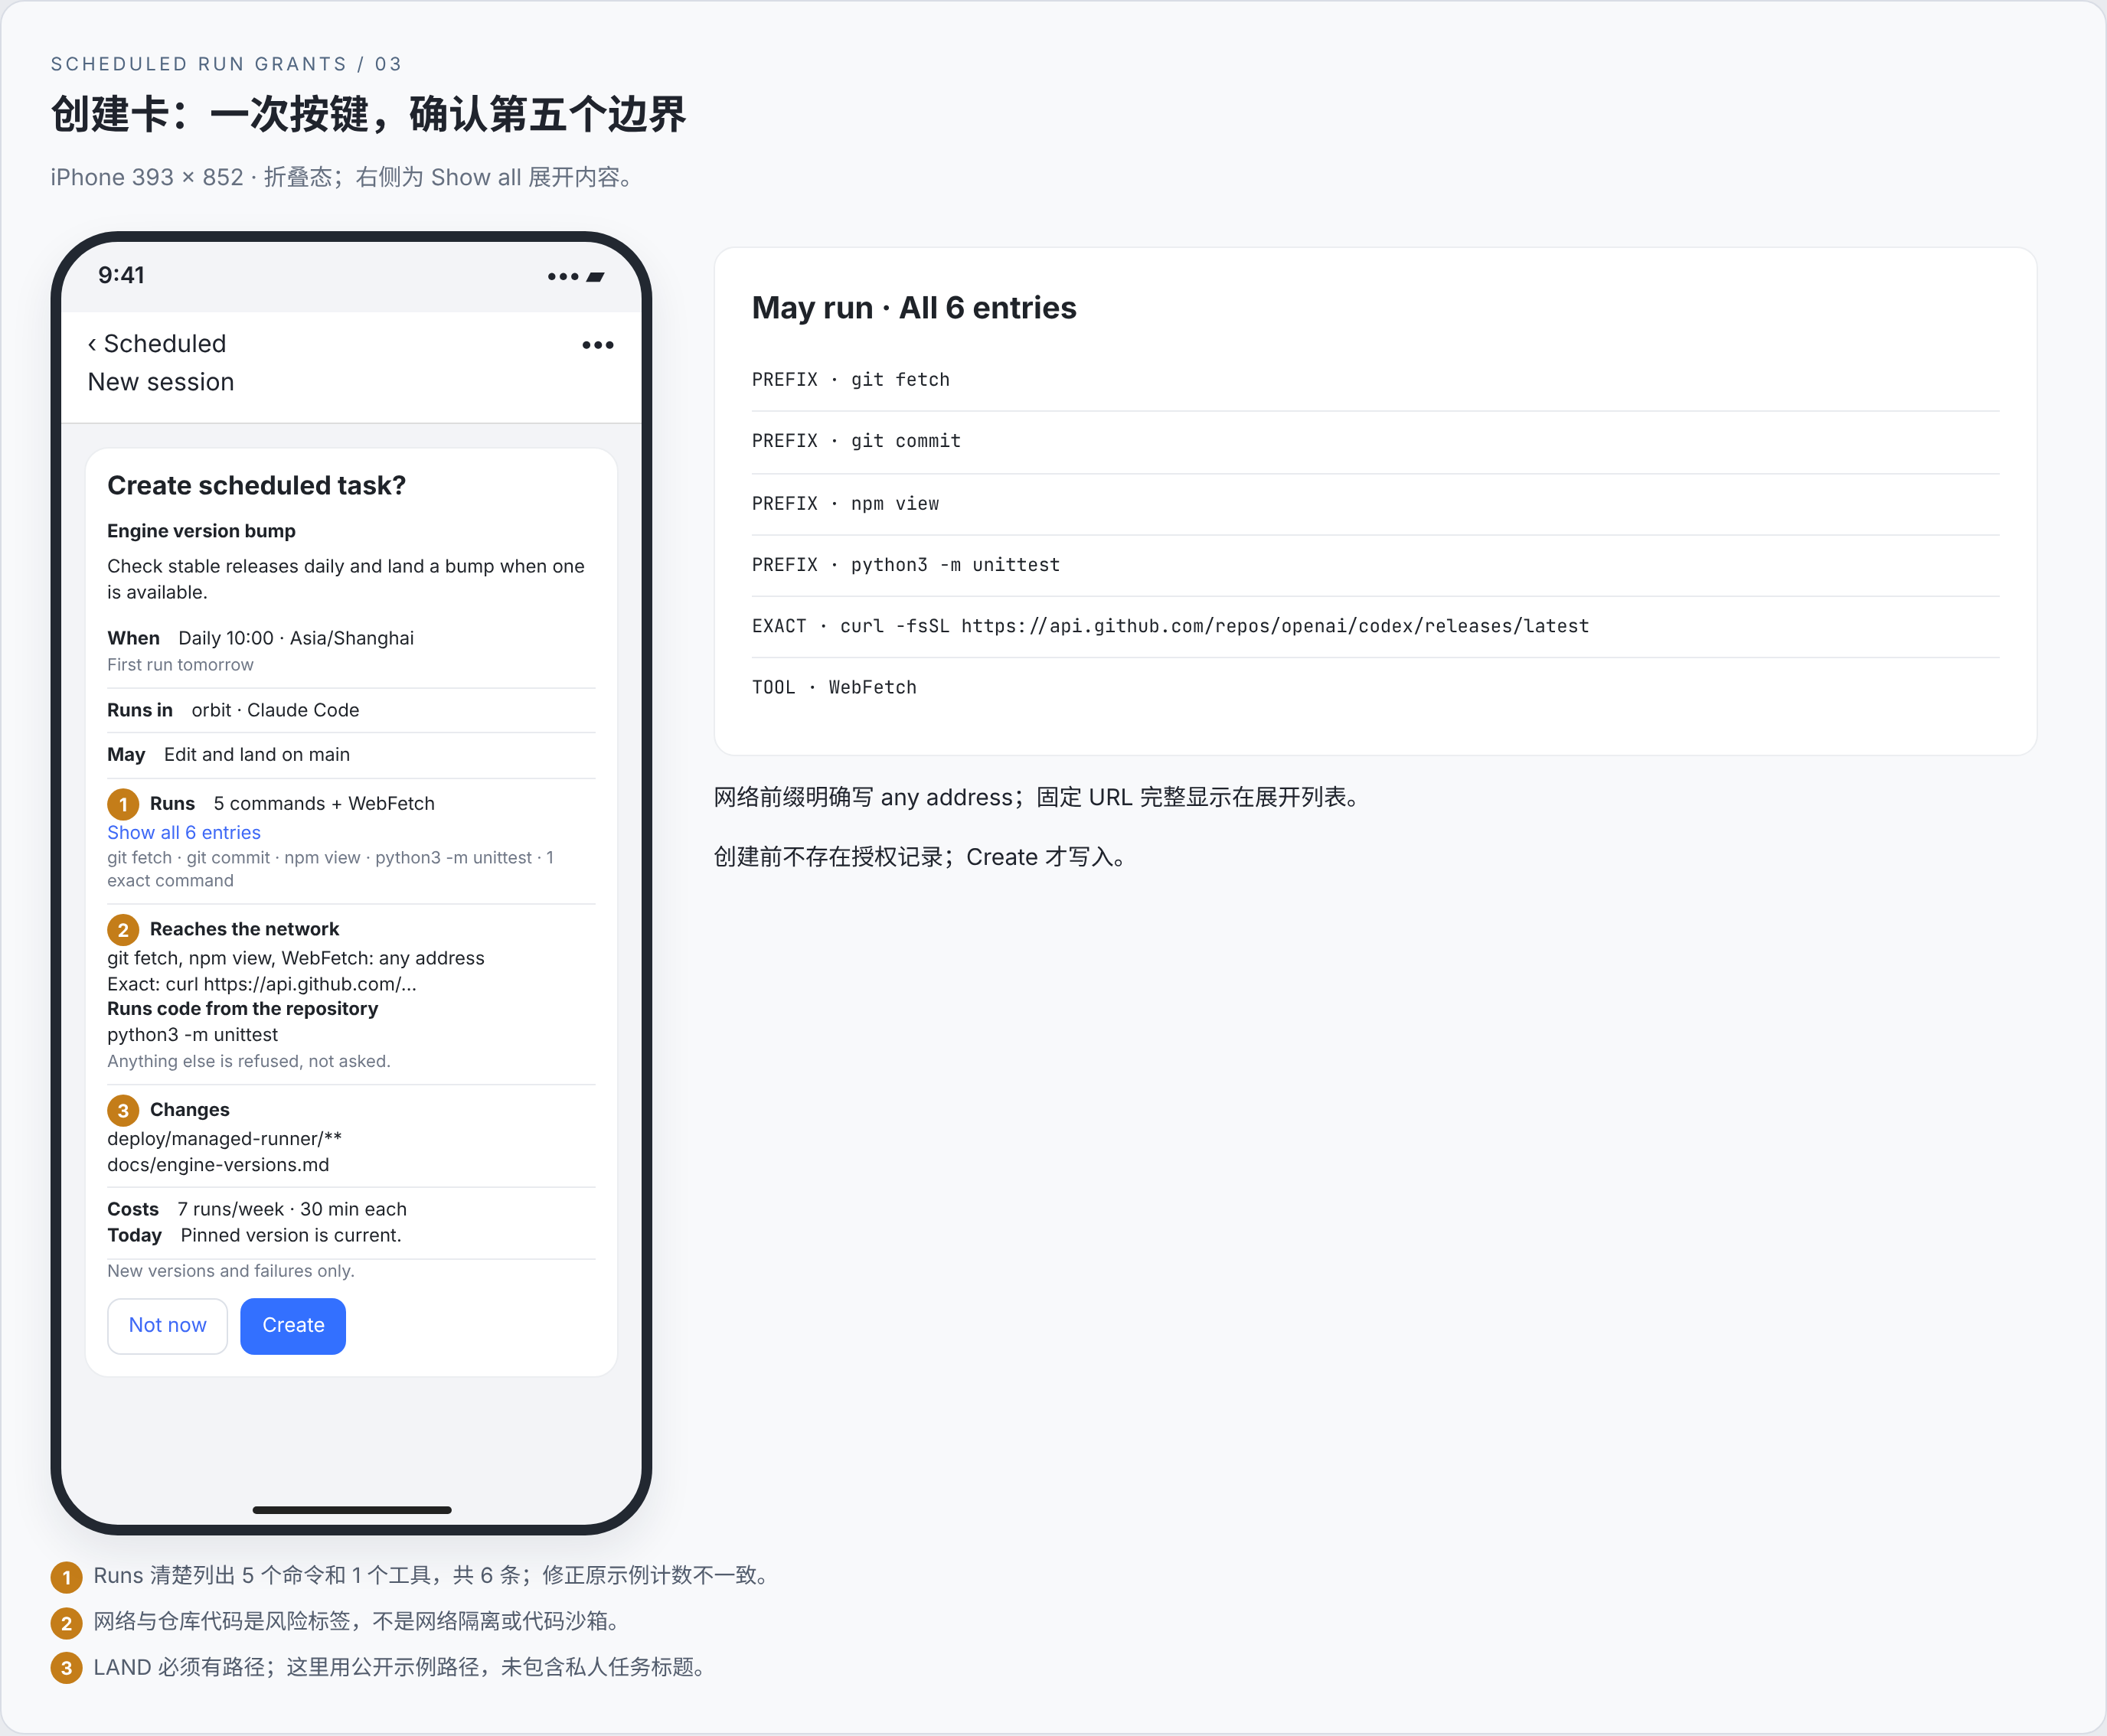 SCHEDULED RUN GRANTS / 03
创建卡：一次按键，确认第五个边界
iPhone 393 × 852 · 折叠态；右侧为 Show all 展开内容。
9:41
‹ Scheduled
New session
Create scheduled task?
Engine version bump
Check stable releases daily and land a bump when one
is available.
When Daily 10:00 · Asia/Shanghai
First run tomorrow
Runs in orbit · Claude Code
May Edit and land on main
1 Runs 5 commands + WebFetch
Show all 6 entries
git fetch · git commit · npm view · python3 -m unittest · 1
exact command
2 Reaches the network
git fetch, npm view, WebFetch: any address
Exact: curl https://api.github.com/...
Runs code from the repository
python3 -m unittest
Anything else is refused, not asked.
3 Changes
deploy/managed-runner/**
docs/engine-versions.md
Costs 7 runs/week · 30 min each
Today Pinned version is current.
New versions and failures only.
Not now Create
May run · All 6 entries
PREFIX · git fetch
PREFIX · git commit
PREFIX · npm view
PREFIX · python3 -m unittest
EXACT · curl -fsSL https://api.github.com/repos/openai/codex/releases/latest
TOOL · WebFetch
网络前缀明确写 any address；固定 URL 完整显示在展开列表。
创建前不存在授权记录；Create 才写入。
1 Runs 清楚列出 5 个命令和 1 个工具，共 6 条；修正原示例计数不一致。
2 网络与仓库代码是风险标签，不是网络隔离或代码沙箱。
3 LAND 必须有路径；这里用公开示例路径，未包含私人任务标题。